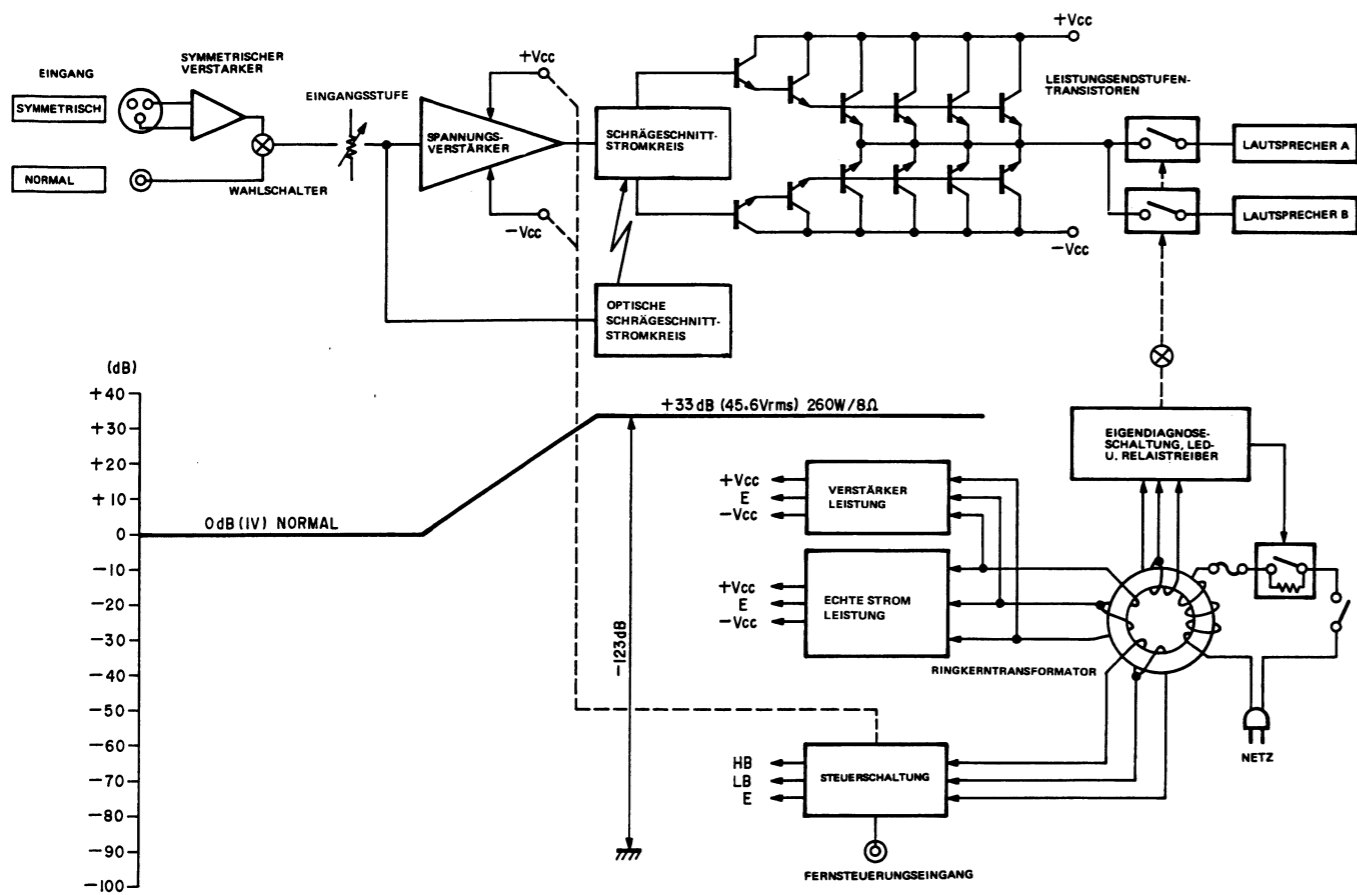 EINGANG
SYMMETRISCHER
VERSTARKER
SYMMETRISCH
NORMAL
WAHLSCHALTER
EINGANGSSTUFE
+Vcc
SPANNUNGS-
VERSTÄRKER
-Vcc
SCHRÄGESCHNITT-
STROMKREIS
OPTISCHE
SCHRÄGESCHNITT-
STROMKREIS
+Vcc
LEISTUNGSENDSTUFEN-
TRANSISTOREN
-Vcc
LAUTSPRECHER A
LAUTSPRECHER B
(dB)
+40
+30
+20
+10
0
-10
-20
-30
-40
-50
-60
-70
-80
-90
-100
0dB (IV) NORMAL
+33dB (45.6Vrms) 260W/8Ω
-123dB
EIGENDIAGNOSE-
SCHALTUNG, LED-
U. RELAISTREIBER
+Vcc
E
-Vcc
VERSTÄRKER
LEISTUNG
+Vcc
E
-Vcc
ECHTE STROM
LEISTUNG
RINGKERNTRANSFORMATOR
NETZ
HB
LB
E
STEUERSCHALTUNG
FERNSTEUERUNGSEINGANG